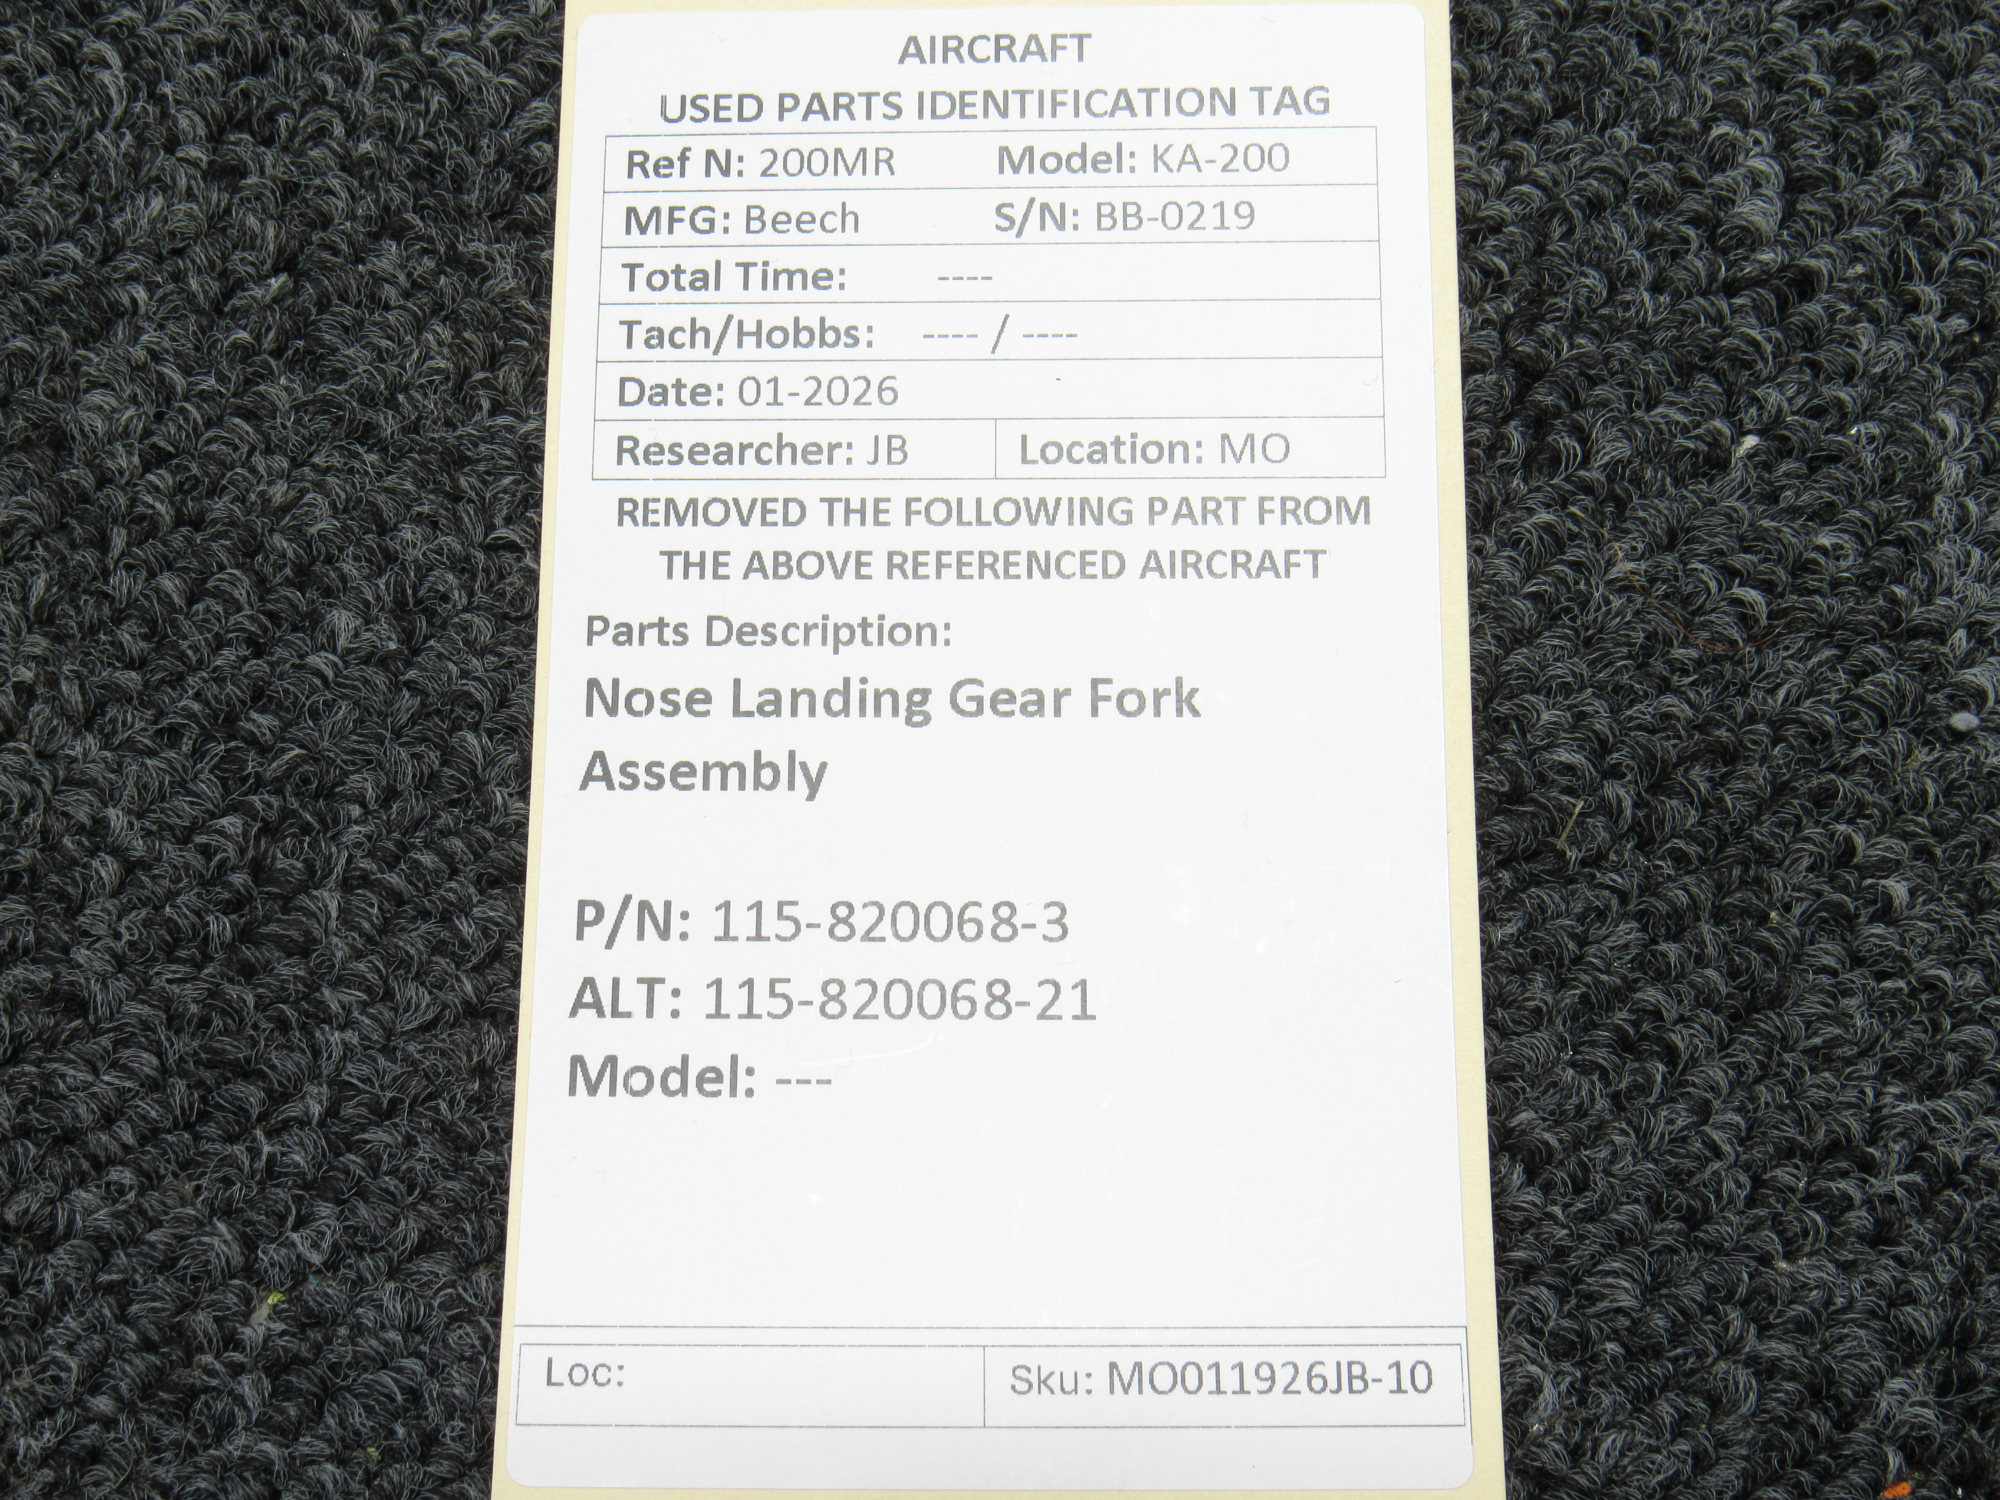 AIRCRAFT
USED PARTS IDENTIFICATION TAG
Ref N: 200MR Model: KA-200
MFG: Beech S/N: BB-0219
Total Time: ----
Tach/Hobbs: ---- / ----
Date: 01-2026
Researcher: JB Location: MO
REMOVED THE FOLLOWING PART FROM
THE ABOVE REFERENCED AIRCRAFT
Parts Description:
Nose Landing Gear Fork
Assembly
P/N: 115-820068-3
ALT: 115-820068-21
Model: ---
Loc: Sku: MO011926JB-10